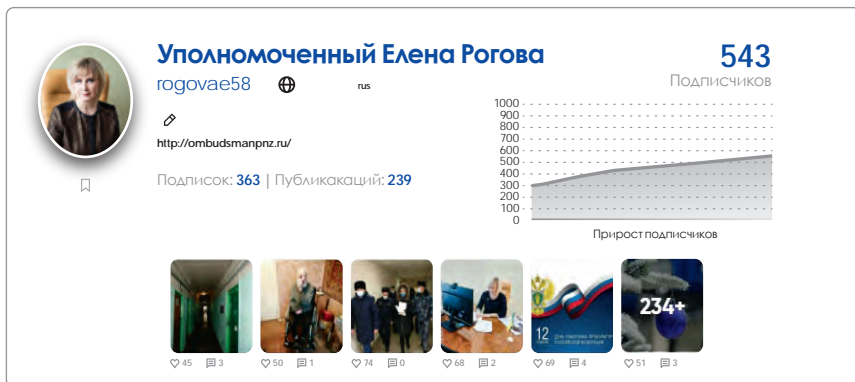 Уполномоченный Елена Рогова
rogovae58
rus
http://ombudsmanpnz.ru/
Подписок: 363 | Публикакаций: 239
543
Подписчиков
1000
900
800
700
600
500
400
300
200
100
0
Прирост подписчиков
12
234+
45 3
50 1
74 0
68 2
69 4
51 3